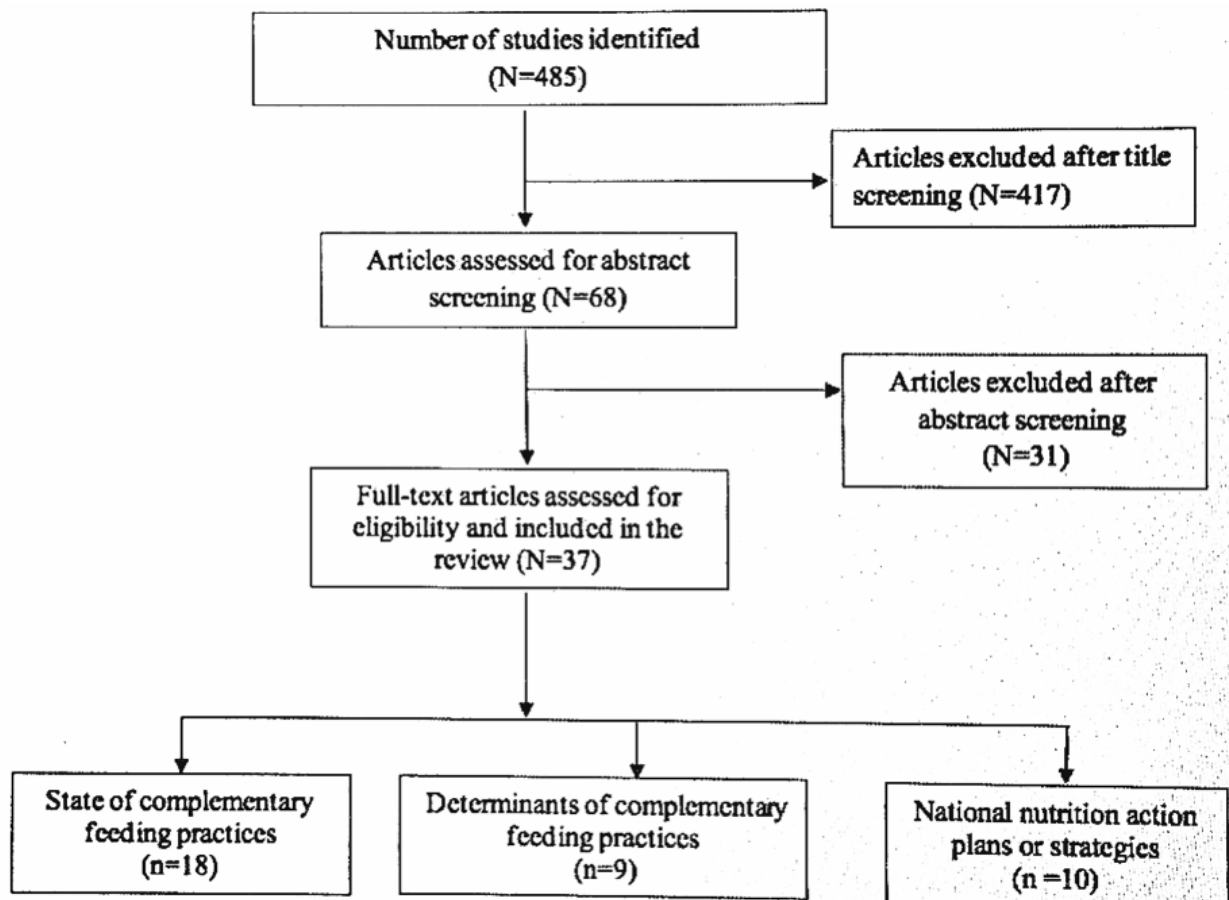 Number of studies identified
(N=485)
Articles excluded after title
screening (N=417)
Articles assessed for abstract
screening (N=68)
Articles excluded after
abstract screening
(N=31)
Full-text articles assessed for
eligibility and included in the
review (N=37)
State of complementary
feeding practices
(n=18)
Determinants of complementary
feeding practices
(n=9)
National nutrition action
plans or strategies
(n =10)